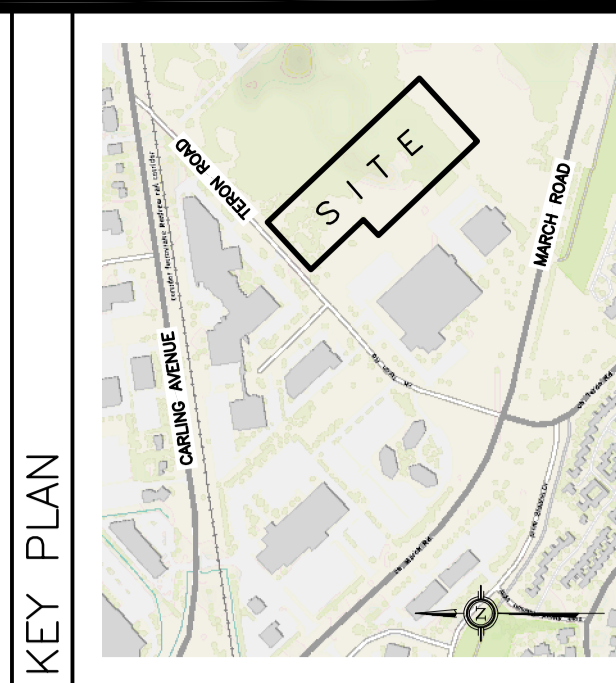 KEY PLAN
TERON ROAD
SITE
MARCH ROAD
CARLING AVENUE
N